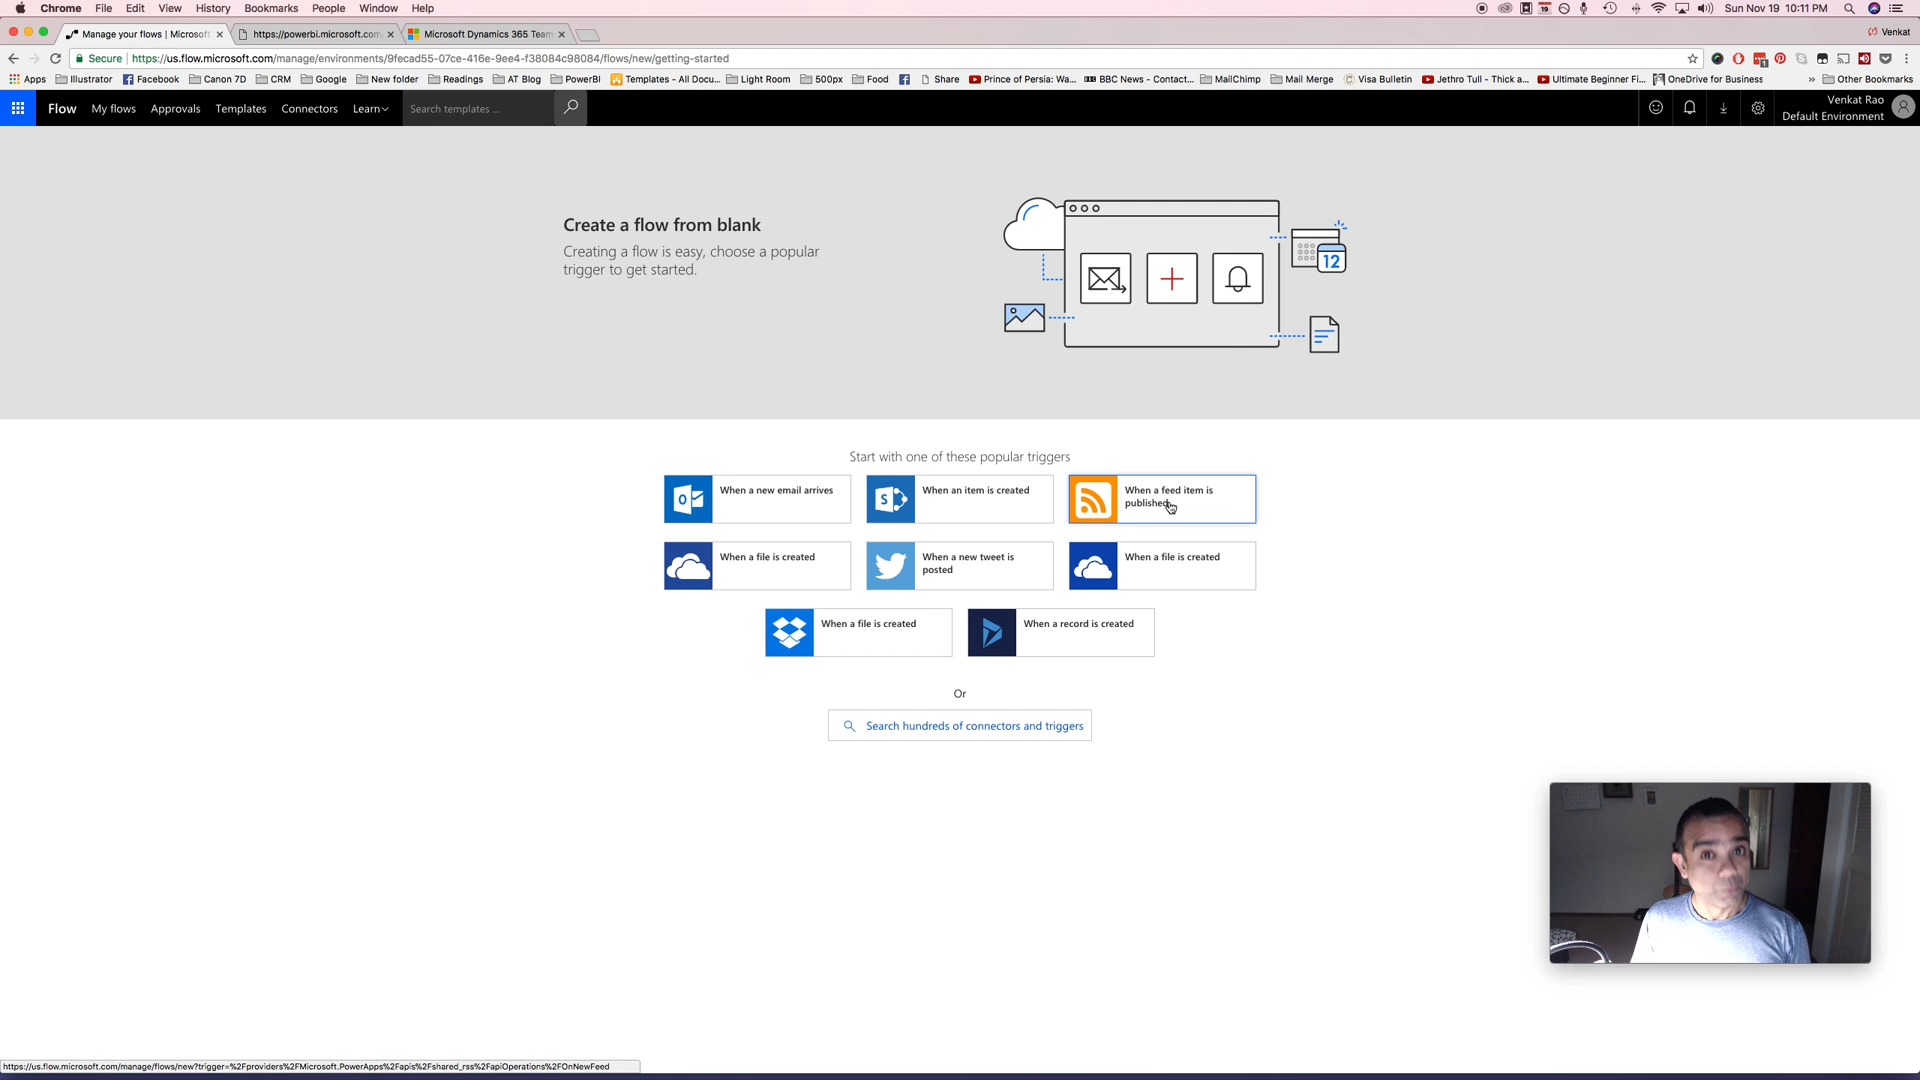 Chrome File Edit View History Bookmarks People Window Help
19
Sun Nov 19 10:11 PM
Manage your flows | Microsoft
https://powerbi.microsoft.com
Microsoft Dynamics 365 Team
Venkat
Secure
https://us.flow.microsoft.com/manage/environments/9fecad55-07ce-416e-9ee4-f38084c98084/flows/new/getting-started
Apps Illustrator Facebook Canon 7D CRM Google New folder Readings AT Blog PowerBI Templates - All Docu... Light Room 500px Food Share Prince of Persia: Wa... BBC BBC News - Contact... MailChimp Mail Merge Visa Bulletin Jethro Tull - Thick a... Ultimate Beginner Fi... OneDrive for Business » Other Bookmarks
Flow My flows Approvals Templates Connectors Learn Search templates ...
Venkat Rao
Default Environment
Create a flow from blank
Creating a flow is easy, choose a popular
trigger to get started.
12
Start with one of these popular triggers
When a new email arrives
When an item is created
When a feed item is
published
When a file is created
When a new tweet is
posted
When a file is created
When a file is created
When a record is created
Or
Search hundreds of connectors and triggers
https://us.flow.microsoft.com/manage/flows/new?trigger=%2Fproviders%2FMicrosoft.PowerApps%2Fapis%2Fshared_rss%2FapiOperations%2FOnNewFeed